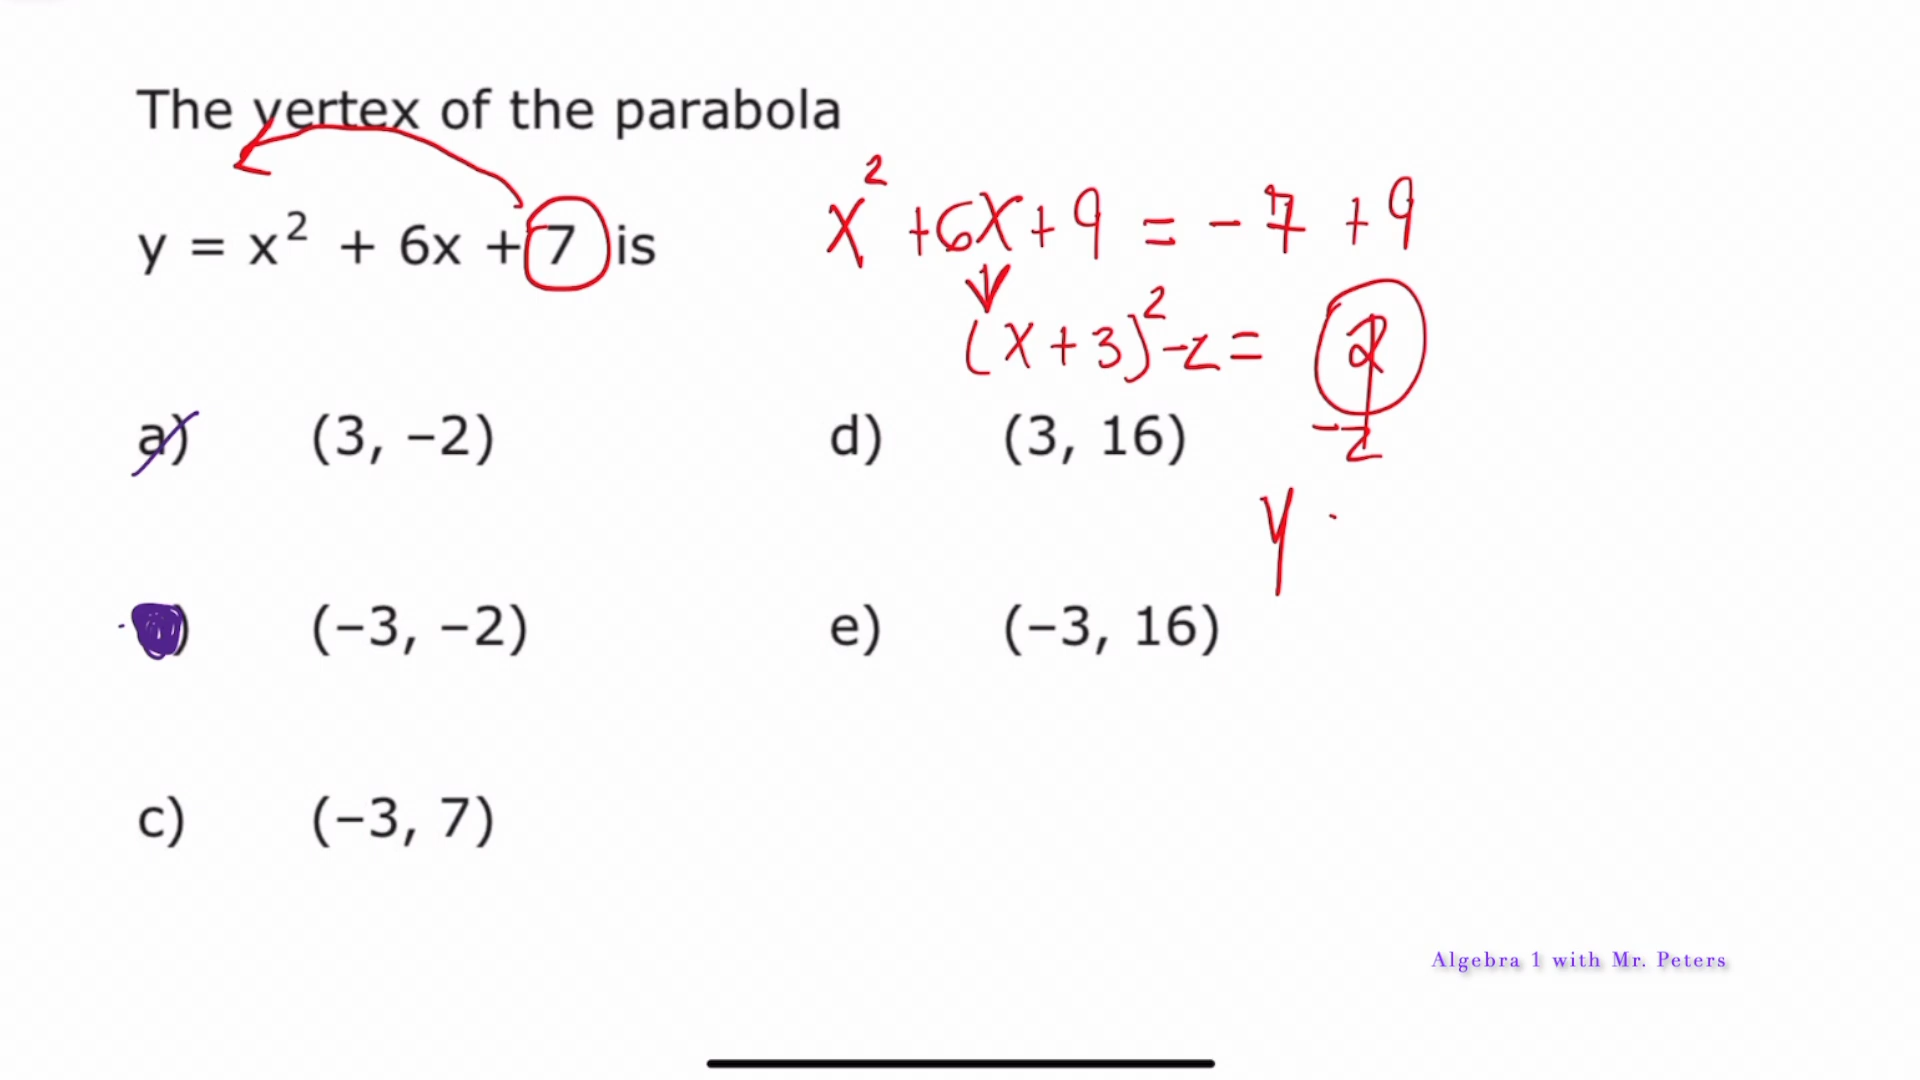 The vertex of the parabola
y = x² + 6x + 7 is
x² + 6x + 9 = - 7 + 9
(x + 3)² - 2 = 2
- 2
y
a) (3, −2)
d) (3, 16)
) (−3, −2)
e) (−3, 16)
c) (−3, 7)
Algebra 1 with Mr. Peters